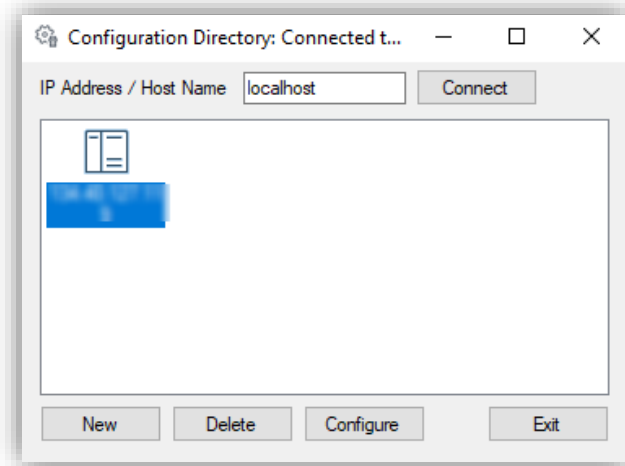 Configuration Directory: Connected t...
IP Address / Host Name localhost Connect
New Delete Configure Exit